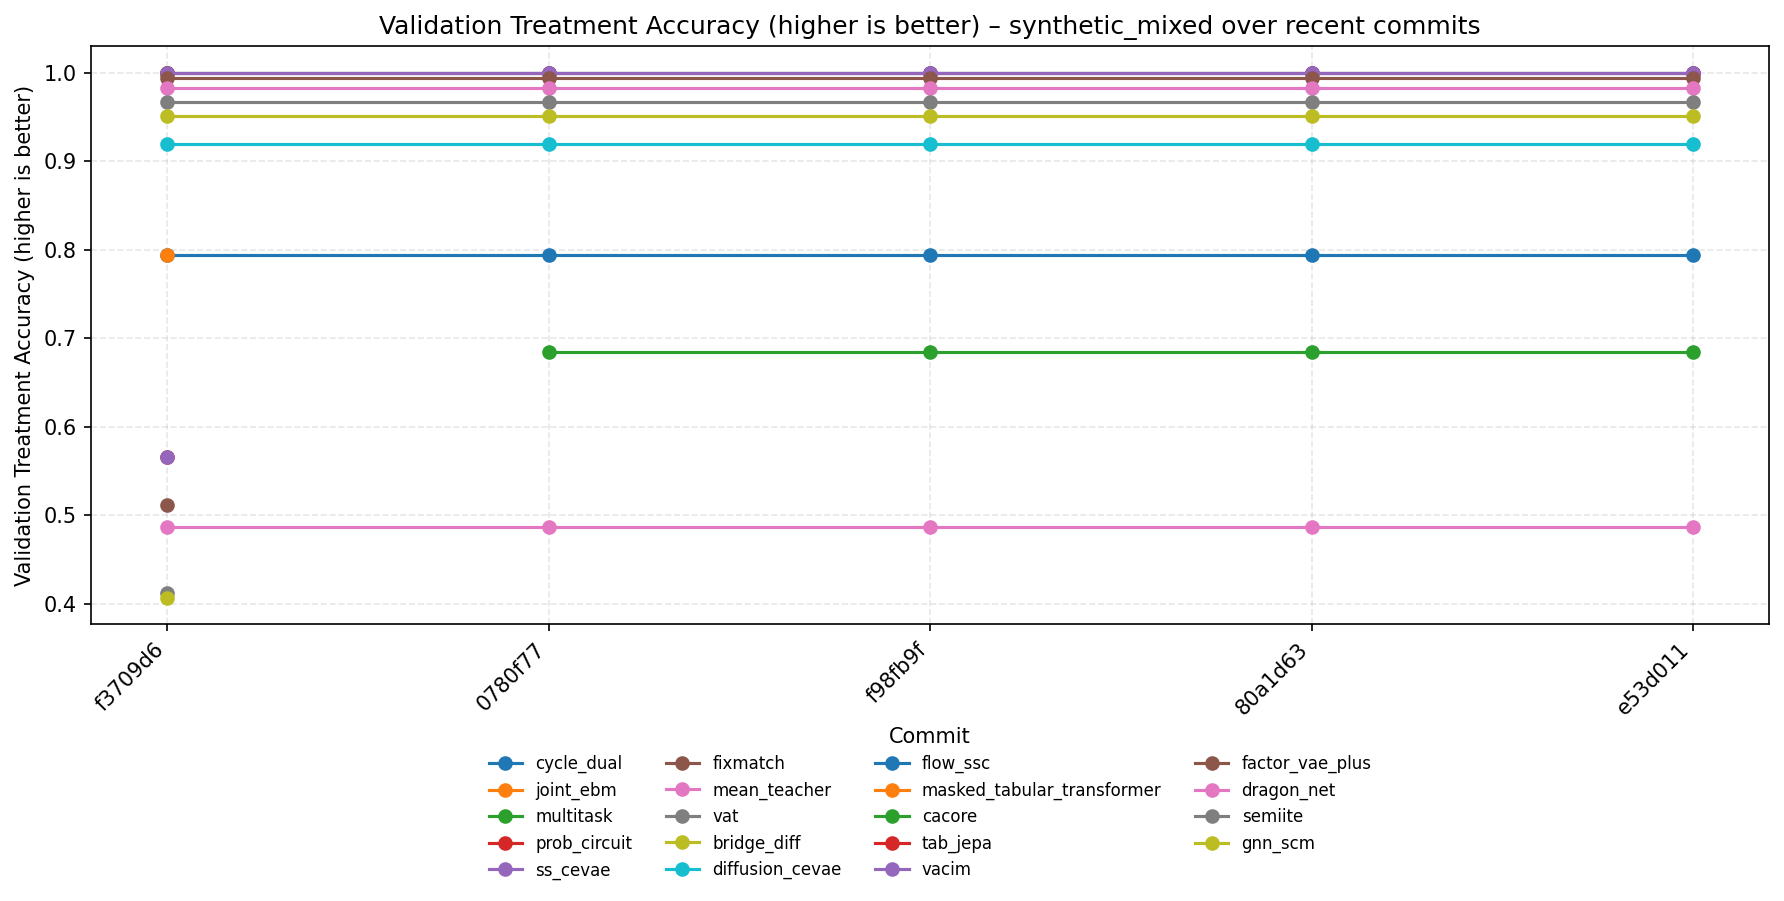 Validation Treatment Accuracy (higher is better) – synthetic_mixed over recent commits
Validation Treatment Accuracy (higher is better)
1.0
0.9
0.8
0.7
0.6
0.5
0.4
f3709d6
0780f77
f98fb9f
80a1d63
e53d011
Commit
cycle_dual
joint_ebm
multitask
prob_circuit
ss_cevae
fixmatch
mean_teacher
vat
bridge_diff
diffusion_cevae
flow_ssc
masked_tabular_transformer
cacore
tab_jepa
vacim
factor_vae_plus
dragon_net
semiite
gnn_scm